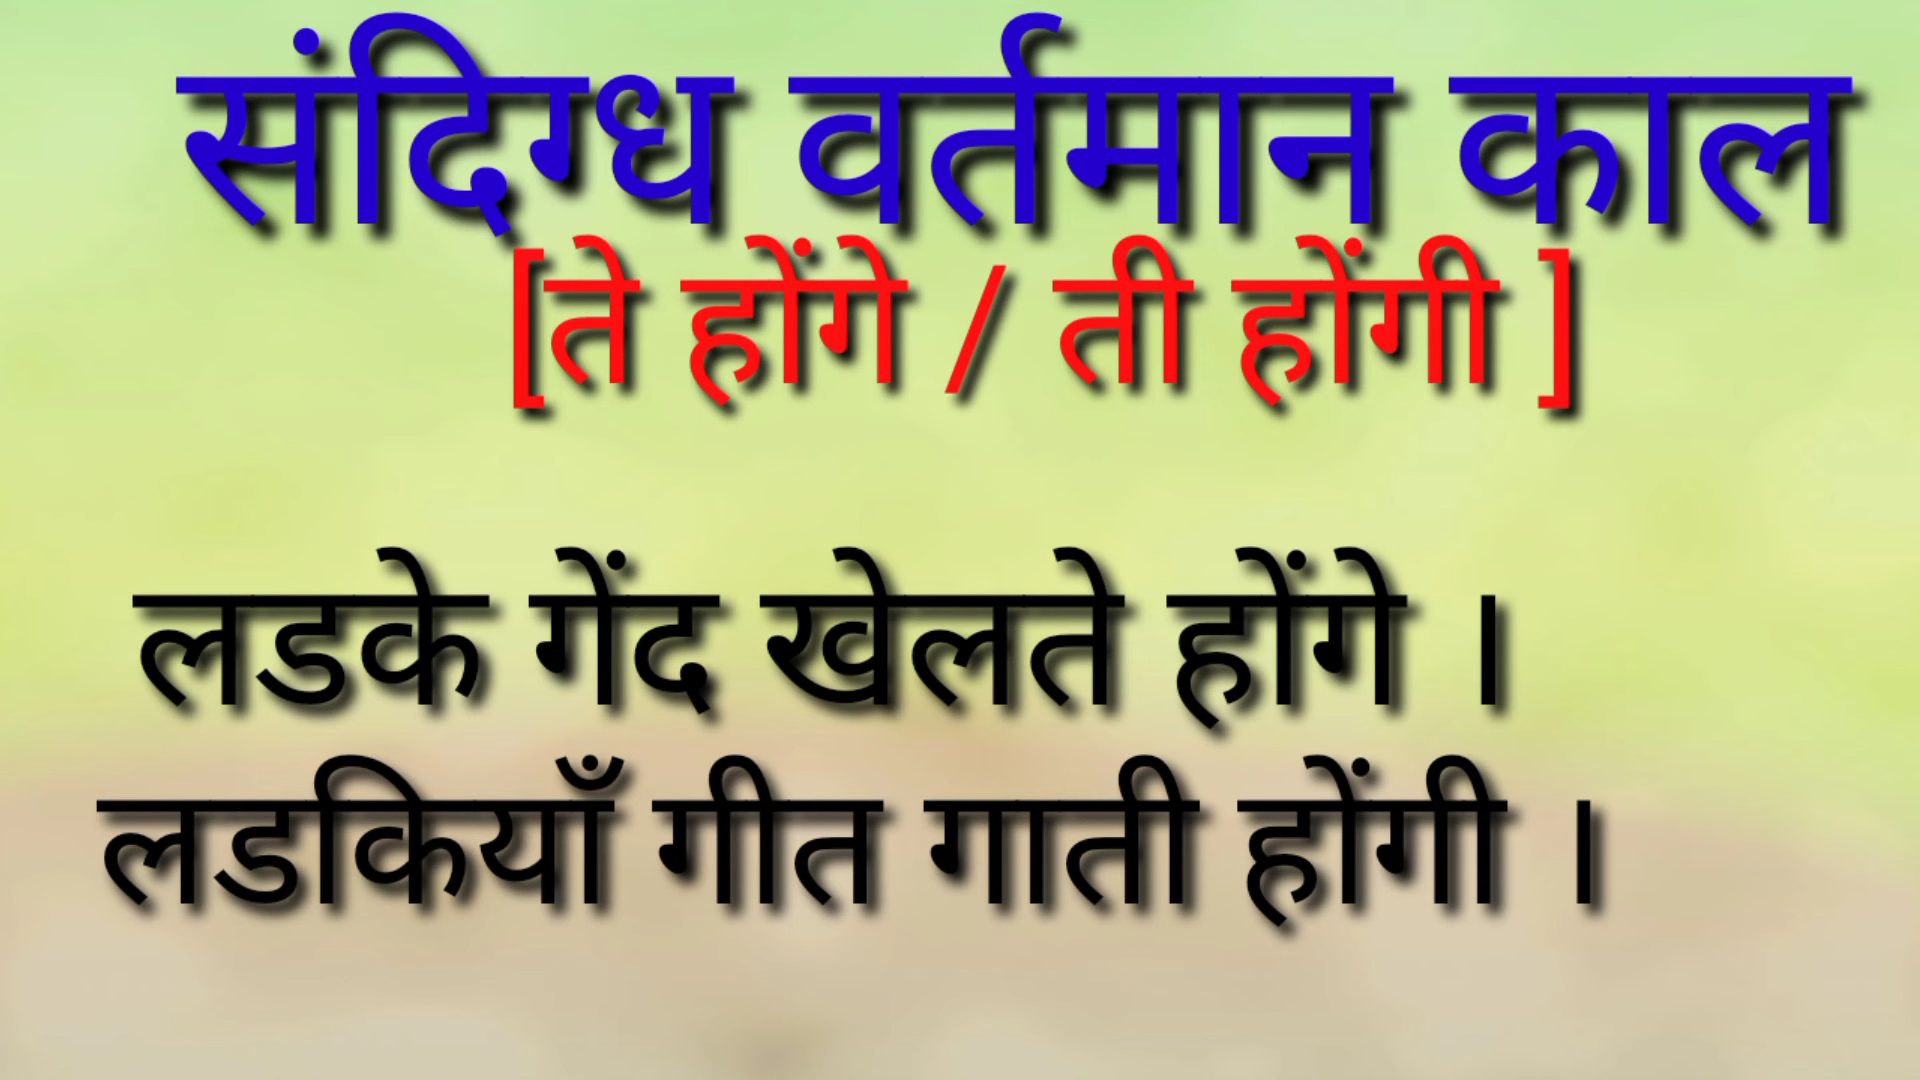 संदिग्ध वर्तमान काल
[ते होंगे / ती होंगी ]
लडके गेंद खेलते होंगे ।
लडकियाँ गीत गाती होंगी ।